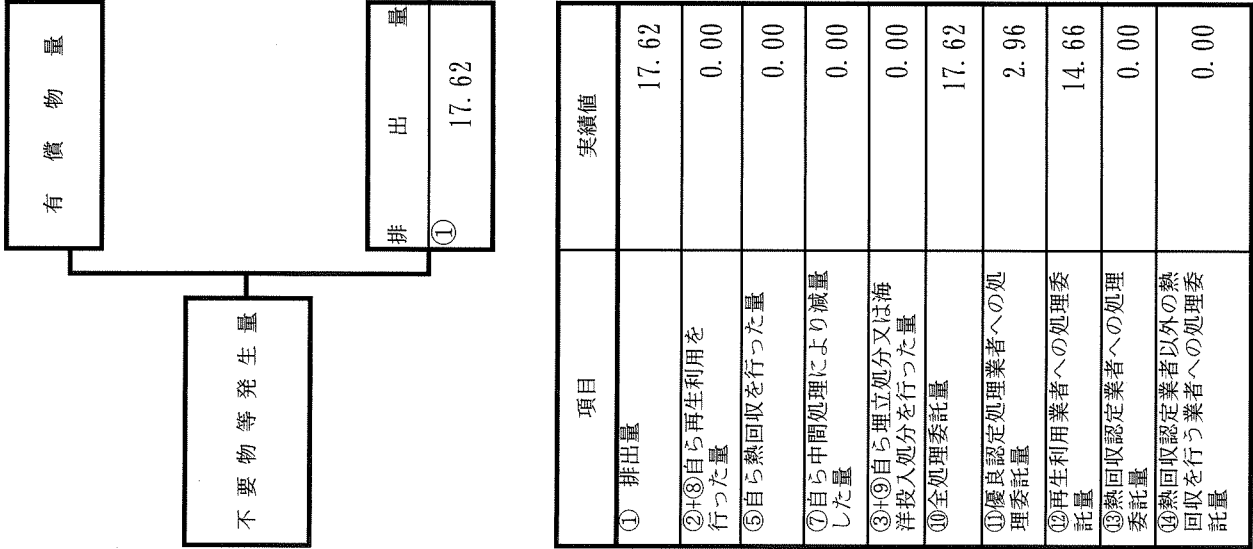 有 償 物 量
不 要 物 等 発 生 量
排 出 量
① 17.62
項目 実績値
① 排出量 17.62
②+⑧自ら再生利用を
行った量 0.00
⑤自ら熱回収を行った量 0.00
⑦自ら中間処理により減量
した量 0.00
③+⑨自ら埋立処分又は海
洋投入処分を行った量 0.00
⑩全処理委託量 17.62
⑪優良認定処理業者への処
理委託量 2.96
⑫再生利用業者への処理委
託量 14.66
⑬熱回収認定業者への処理
委託量 0.00
⑭熱回収認定業者以外の熱
回収を行う業者への処理委
託量 0.00